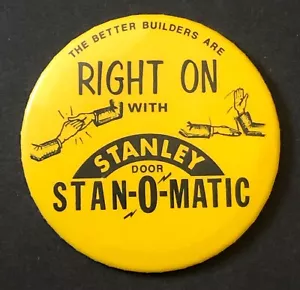 THE BETTER BUILDERS ARE
RIGHT ON
WITH
STANLEY
DOOR
STAN-O-MATIC